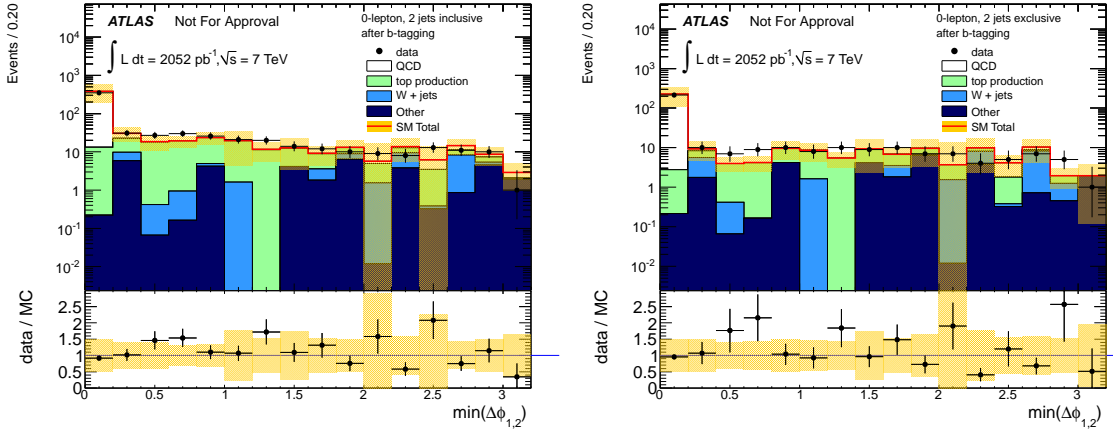 ATLAS Not For Approval
∫ L dt = 2052 pb⁻¹,√s = 7 TeV
0-lepton, 2 jets inclusive
after b-tagging
data
QCD
top production
W + jets
Other
SM Total
Events / 0.20
10⁴
10³
10²
10
1
10⁻¹
10⁻²
data / MC
2.5
2
1.5
1
0.5
0
0 0.5 1 1.5 2 2.5 3
min(Δϕ₁,₂)
ATLAS Not For Approval
∫ L dt = 2052 pb⁻¹,√s = 7 TeV
0-lepton, 2 jets exclusive
after b-tagging
data
QCD
top production
W + jets
Other
SM Total
Events / 0.20
10⁴
10³
10²
10
1
10⁻¹
10⁻²
data / MC
2.5
2
1.5
1
0.5
0
0 0.5 1 1.5 2 2.5 3
min(Δϕ₁,₂)